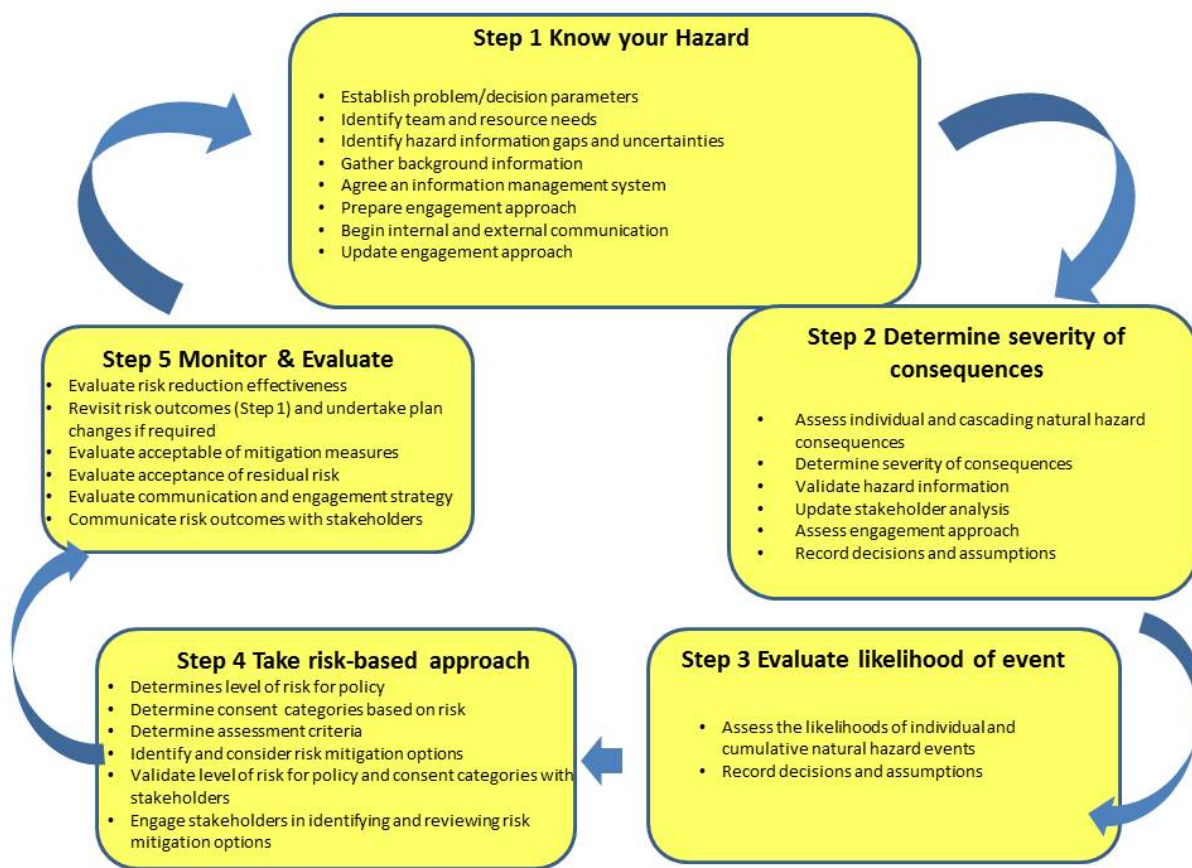 Step 1 Know your Hazard
• Establish problem/decision parameters
• Identify team and resource needs
• Identify hazard information gaps and uncertainties
• Gather background information
• Agree an information management system
• Prepare engagement approach
• Begin internal and external communication
• Update engagement approach
Step 2 Determine severity of
consequences
• Assess individual and cascading natural hazard
consequences
• Determine severity of consequences
• Validate hazard information
• Update stakeholder analysis
• Assess engagement approach
• Record decisions and assumptions
Step 3 Evaluate likelihood of event
• Assess the likelihoods of individual and
cumulative natural hazard events
• Record decisions and assumptions
Step 4 Take risk-based approach
• Determines level of risk for policy
• Determine consent categories based on risk
• Determine assessment criteria
• Identify and consider risk mitigation options
• Validate level of risk for policy and consent categories with
stakeholders
• Engage stakeholders in identifying and reviewing risk
mitigation options
Step 5 Monitor & Evaluate
• Evaluate risk reduction effectiveness
• Revisit risk outcomes (Step 1) and undertake plan
changes if required
• Evaluate acceptable of mitigation measures
• Evaluate acceptance of residual risk
• Evaluate communication and engagement strategy
• Communicate risk outcomes with stakeholders